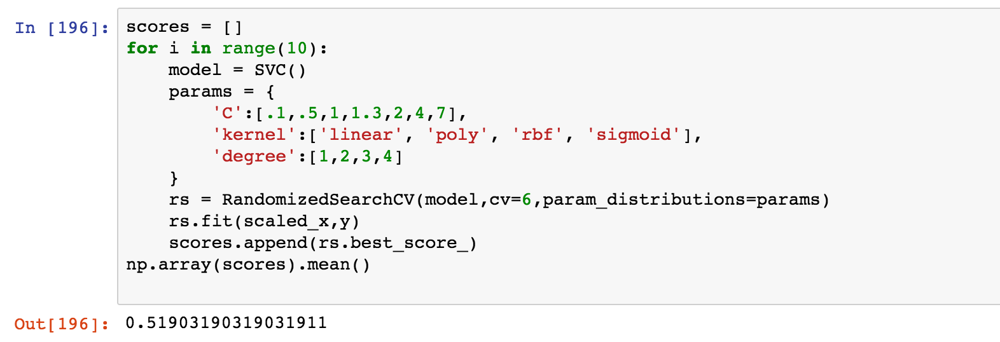 In [196]: scores = []
for i in range(10):
    model = SVC()
    params = {
        'C':[.1,.5,1,1.3,2,4,7],
        'kernel':['linear', 'poly', 'rbf', 'sigmoid'],
        'degree':[1,2,3,4]
    }
    rs = RandomizedSearchCV(model,cv=6,param_distributions=params)
    rs.fit(scaled_x,y)
    scores.append(rs.best_score_)
np.array(scores).mean()
Out[196]: 0.51903190319031911